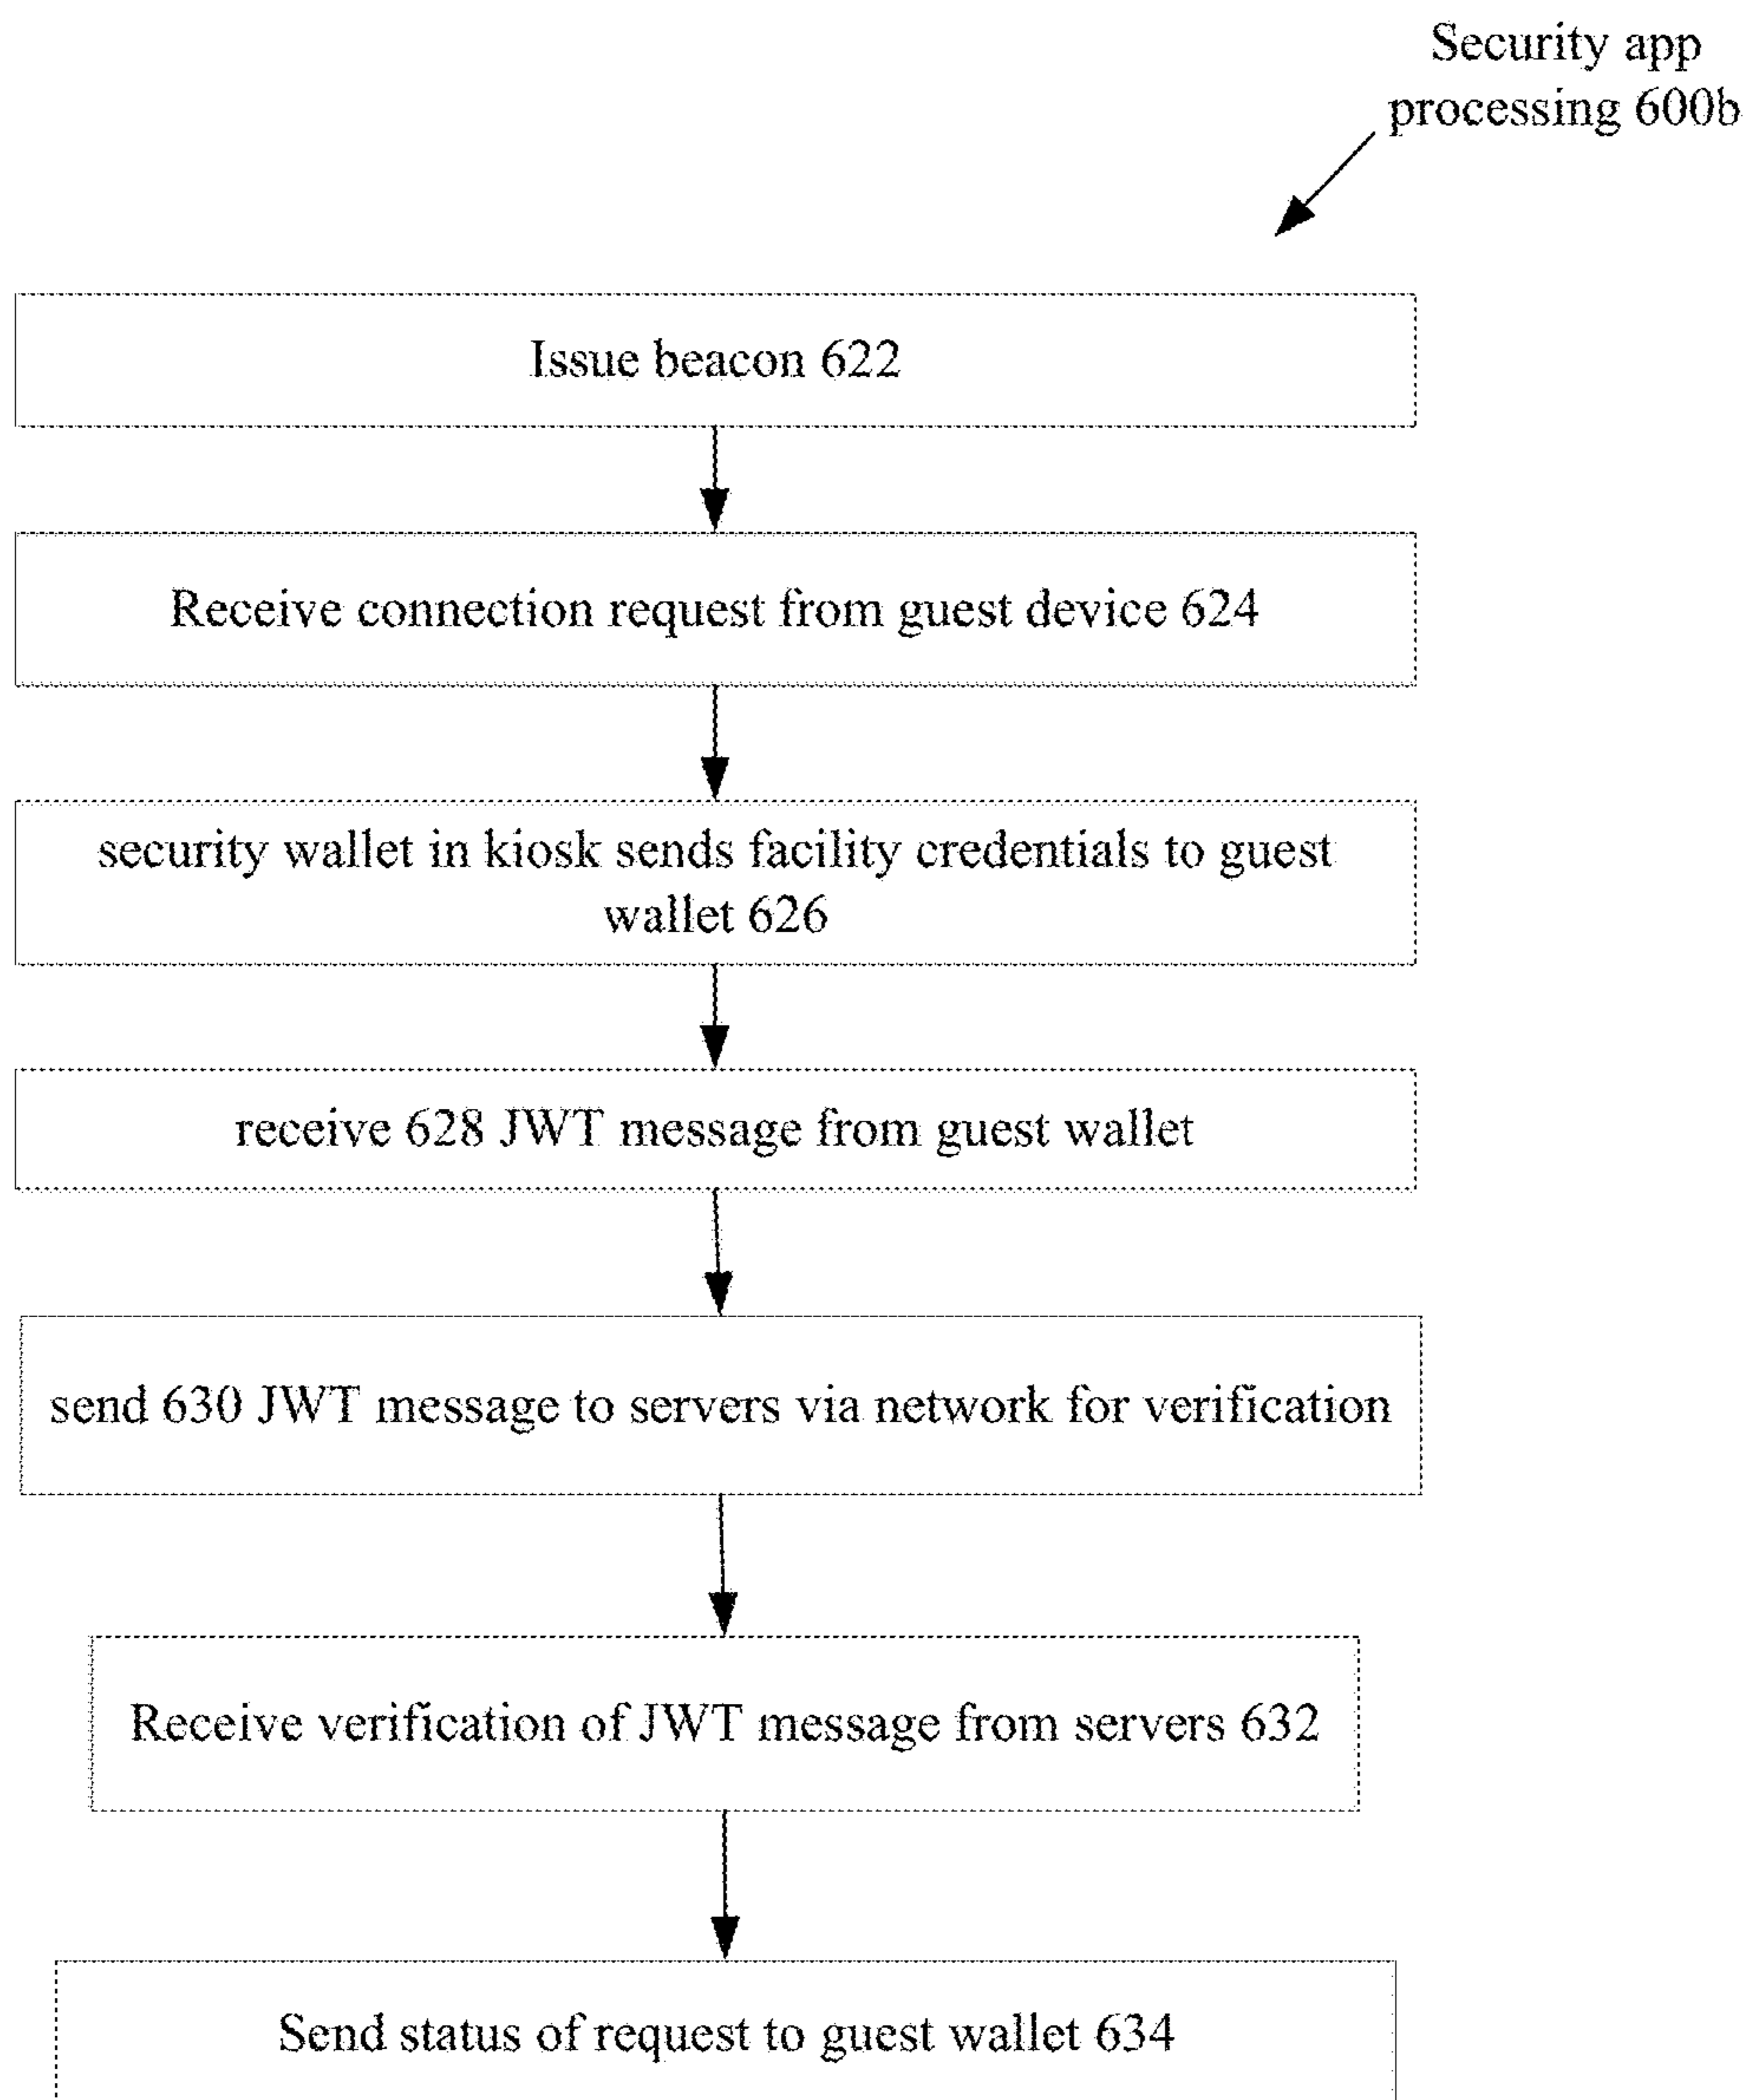 Security app
processing 600b
Issue beacon 622
Receive connection request from guest device 624
security wallet in kiosk sends facility credentials to guest
wallet 626
receive 628 JWT message from guest wallet
send 630 JWT message to servers via network for verification
Receive verification of JWT message from servers 632
Send status of request to guest wallet 634